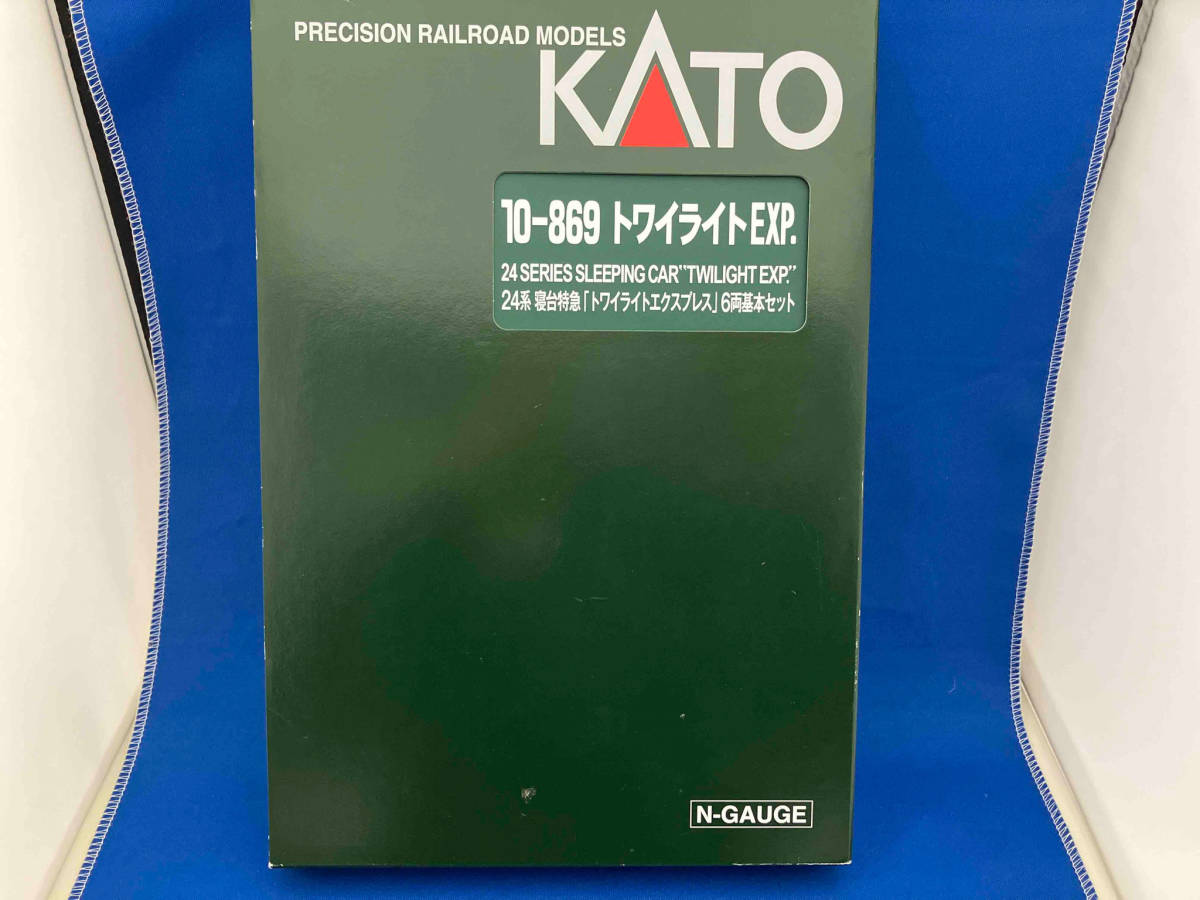 PRECISION RAILROAD MODELS
KATO
10-869 トワイライトEXP.
24 SERIES SLEEPING CAR"TWILIGHT EXP."
24系 寝台特急「トワイライトエクスプレス」6両基本セット
N-GAUGE